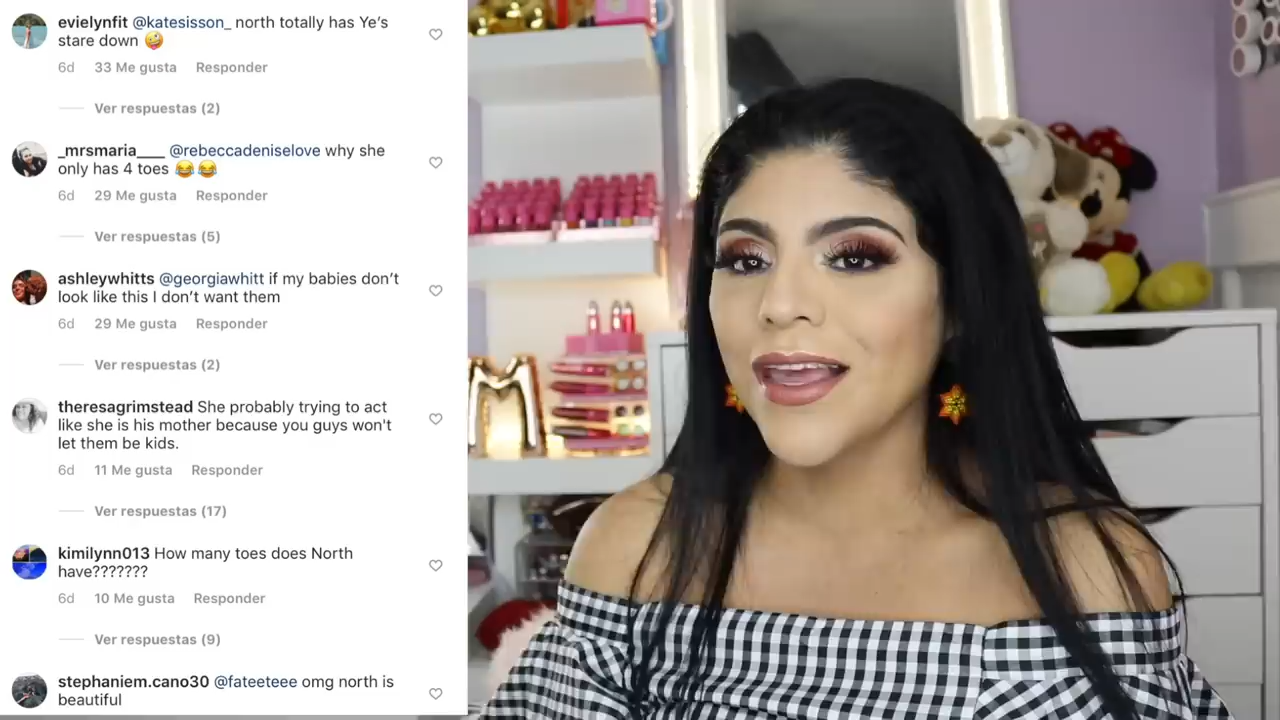 evielynfit @katesisson_ north totally has Ye's
stare down 🤪
6d 33 Me gusta Responder
Ver respuestas (2)
_mrsmaria____ @rebeccadeniselove why she
only has 4 toes 😂😂
6d 29 Me gusta Responder
Ver respuestas (5)
ashleywhitts @georgiawhitt if my babies don't
look like this I don't want them
6d 29 Me gusta Responder
Ver respuestas (2)
theresagrimstead She probably trying to act
like she is his mother because you guys won't
let them be kids.
6d 11 Me gusta Responder
Ver respuestas (17)
kimilynn013 How many toes does North
have???????
6d 10 Me gusta Responder
Ver respuestas (9)
stephaniem.cano30 @fateeteee omg north is
beautiful
M